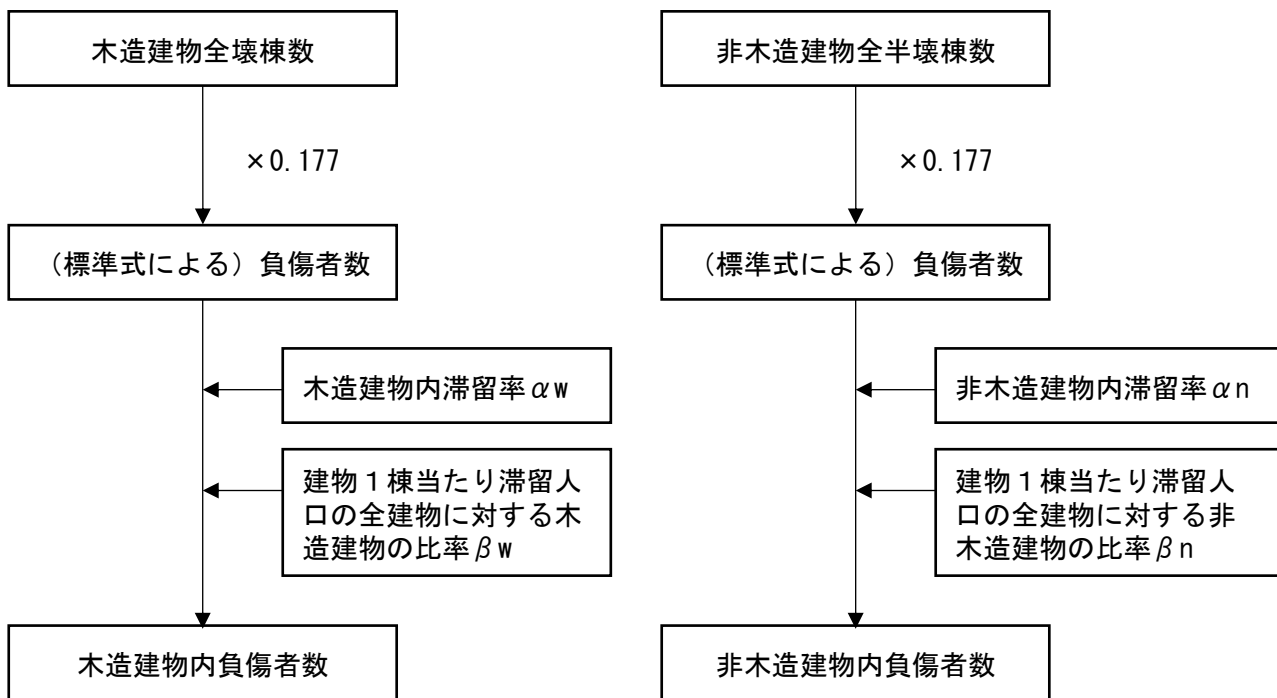 木造建物全壊棟数
×0.177
(標準式による)負傷者数
木造建物内滞留率αw
建物1棟当たり滞留人
口の全建物に対する木
造建物の比率βw
木造建物内負傷者数
非木造建物全半壊棟数
×0.177
(標準式による)負傷者数
非木造建物内滞留率αn
建物1棟当たり滞留人
口の全建物に対する非
木造建物の比率βn
非木造建物内負傷者数